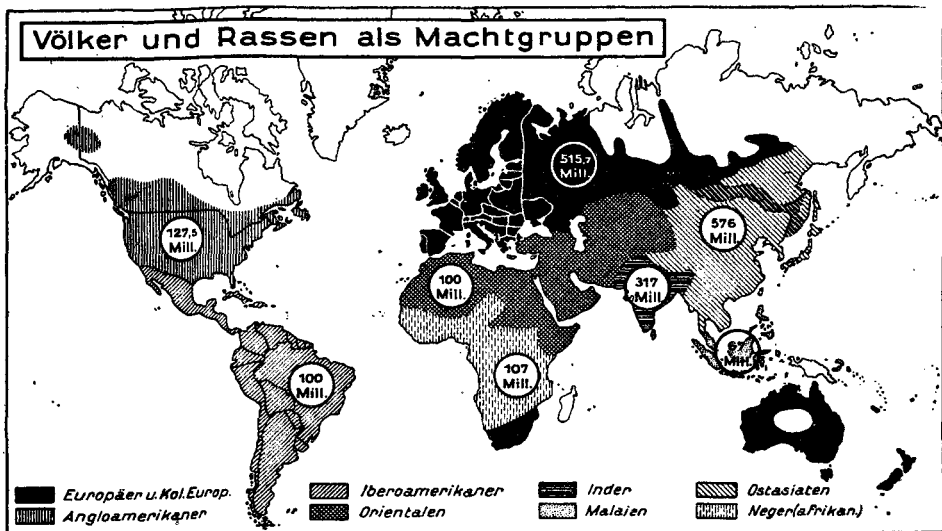 Völker und Rassen als Machtgruppen
515,7
Mill.
127,5
Mill.
576
Mill.
100
Mill.
317
Mill
67
Mill.
107
Mill.
100
Mill.
Europäer u. Kol. Europ.
Iberoamerikaner
Inder
Ostasiaten
Angloamerikaner
Orientalen
Malaien
Neger(afrikan.)